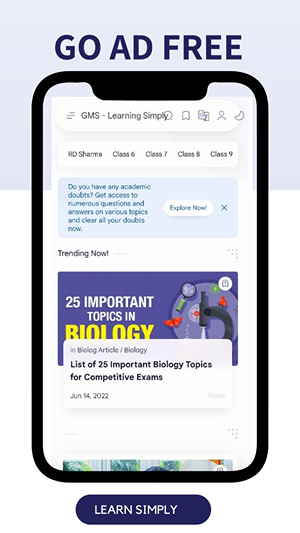 GO AD FREE
GMS - Learning Simply
RD Sharma Class 6 Class 7 Class 8 Class 9
Do you have any academic
doubts? Get access to
numerous questions and
answers on various topics
and clear all your doubts
now.
Explore Now!
Trending Now!
25 IMPORTANT
TOPICS IN
BIOLOGY
in Biolog Article / Biology
List of 25 Important Biology Topics
for Competitive Exams
Jun 14, 2022
Posts
LEARN SIMPLY